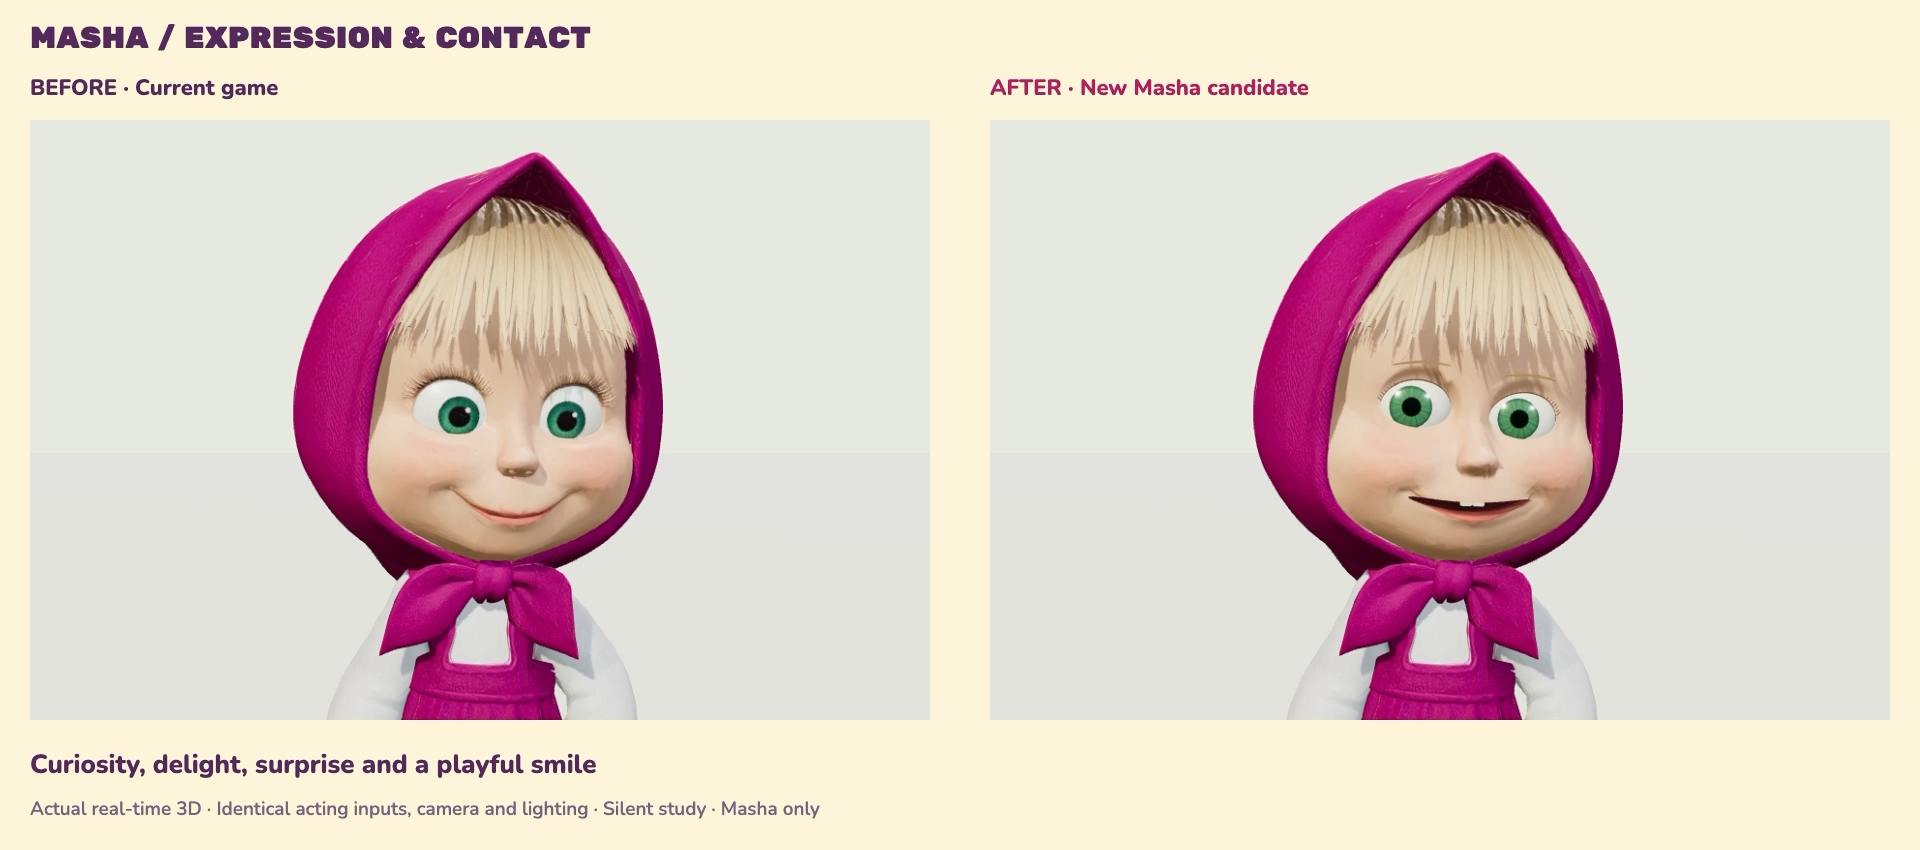 MASHA / EXPRESSION & CONTACT
BEFORE · Current game
AFTER · New Masha candidate
Curiosity, delight, surprise and a playful smile
Actual real-time 3D · Identical acting inputs, camera and lighting · Silent study · Masha only